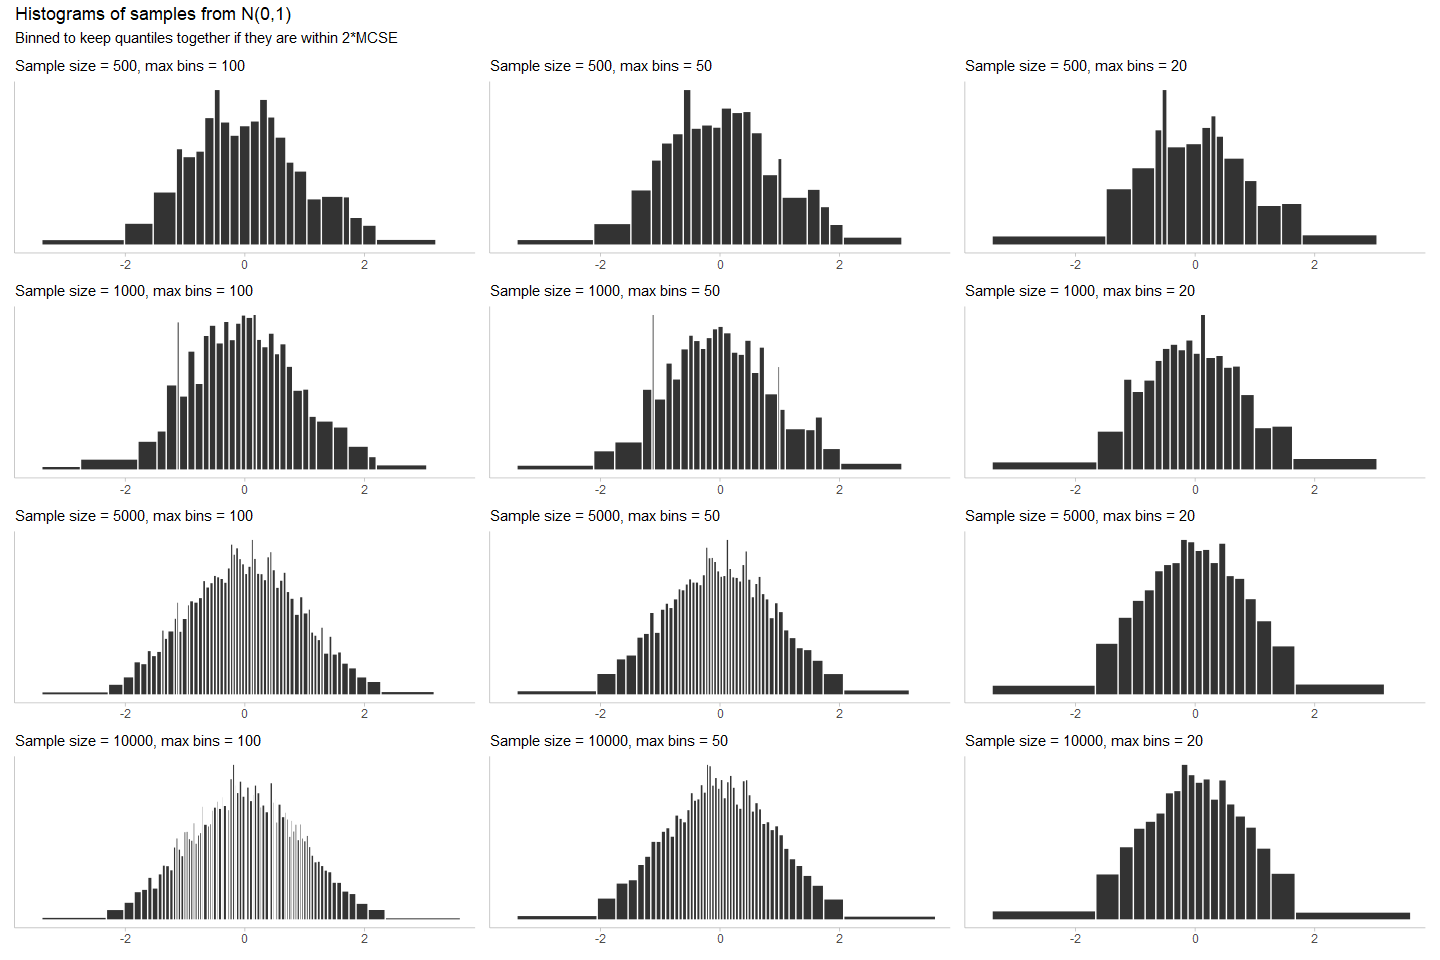 Histograms of samples from N(0,1)
Binned to keep quantiles together if they are within 2*MCSE
Sample size = 500, max bins = 100
Sample size = 500, max bins = 50
Sample size = 500, max bins = 20
-2 0 2
-2 0 2
-2 0 2
Sample size = 1000, max bins = 100
Sample size = 1000, max bins = 50
Sample size = 1000, max bins = 20
-2 0 2
-2 0 2
-2 0 2
Sample size = 5000, max bins = 100
Sample size = 5000, max bins = 50
Sample size = 5000, max bins = 20
-2 0 2
-2 0 2
-2 0 2
Sample size = 10000, max bins = 100
Sample size = 10000, max bins = 50
Sample size = 10000, max bins = 20
-2 0 2
-2 0 2
-2 0 2